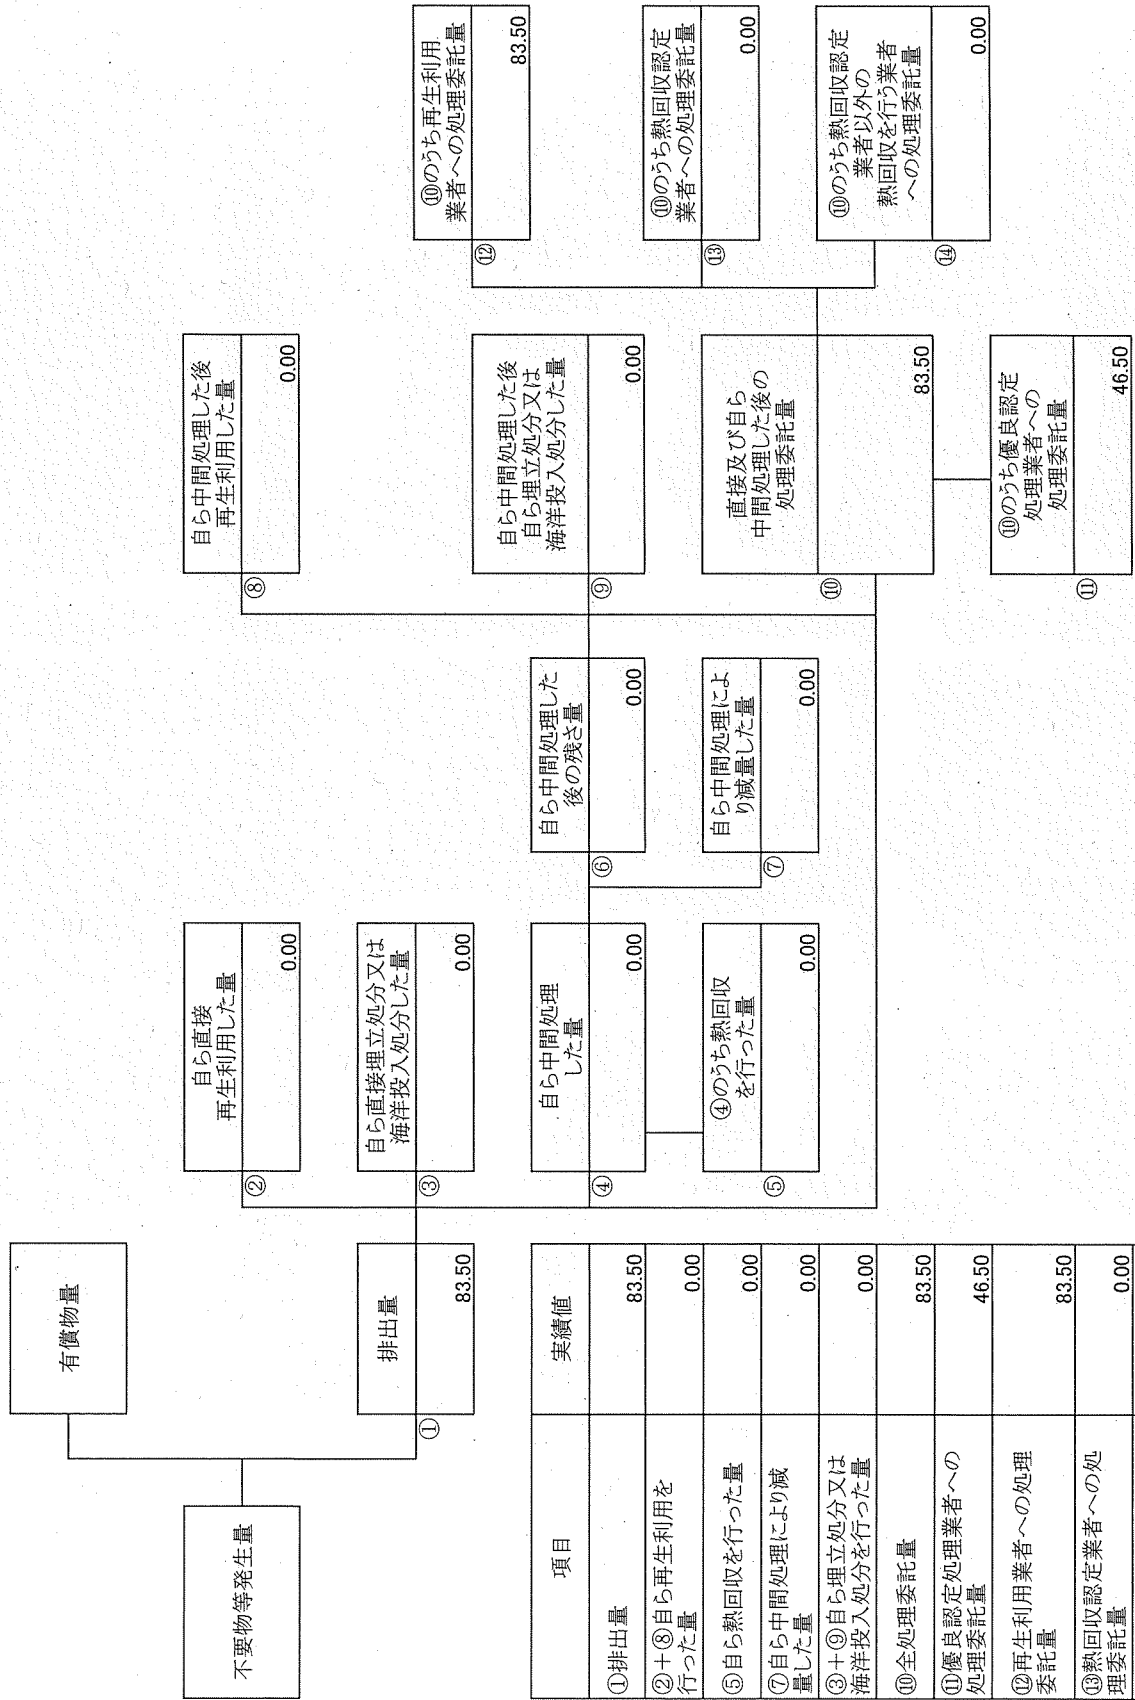 不要物等発生量
有償物量
排出量
①
83.50
自ら直接
再生利用した量
②
0.00
自ら直接埋立処分又は
海洋投入処分した量
③
0.00
自ら中間処理
した量
④
0.00
④のうち熱回収
を行った量
⑤
0.00
自ら中間処理した
後の残さ量
⑥
0.00
自ら中間処理によ
り減量した量
⑦
0.00
自ら中間処理した後
再生利用した量
⑧
0.00
自ら中間処理した後
自ら埋立処分又は
海洋投入処分した量
⑨
0.00
直接及び自ら
中間処理した後の
処理委託量
⑩
83.50
⑩のうち優良認定
処理業者への
処理委託量
⑪
46.50
⑩のうち再生利用
業者への処理委託量
⑫
83.50
⑩のうち熱回収認定
業者への処理委託量
⑬
0.00
⑩のうち熱回収認定
業者以外の
熱回収を行う業者
への処理委託量
⑭
0.00
項目 実績値
①排出量 83.50
②+⑧自ら再生利用を
行った量 0.00
⑤自ら熱回収を行った量 0.00
⑦自ら中間処理により減
量した量 0.00
③+⑨自ら埋立処分又は
海洋投入処分を行った量 0.00
⑩全処理委託量 83.50
⑪優良認定処理業者への
処理委託量 46.50
⑫再生利用業者への処理
委託量 83.50
⑬熱回収認定業者への処
理委託量 0.00